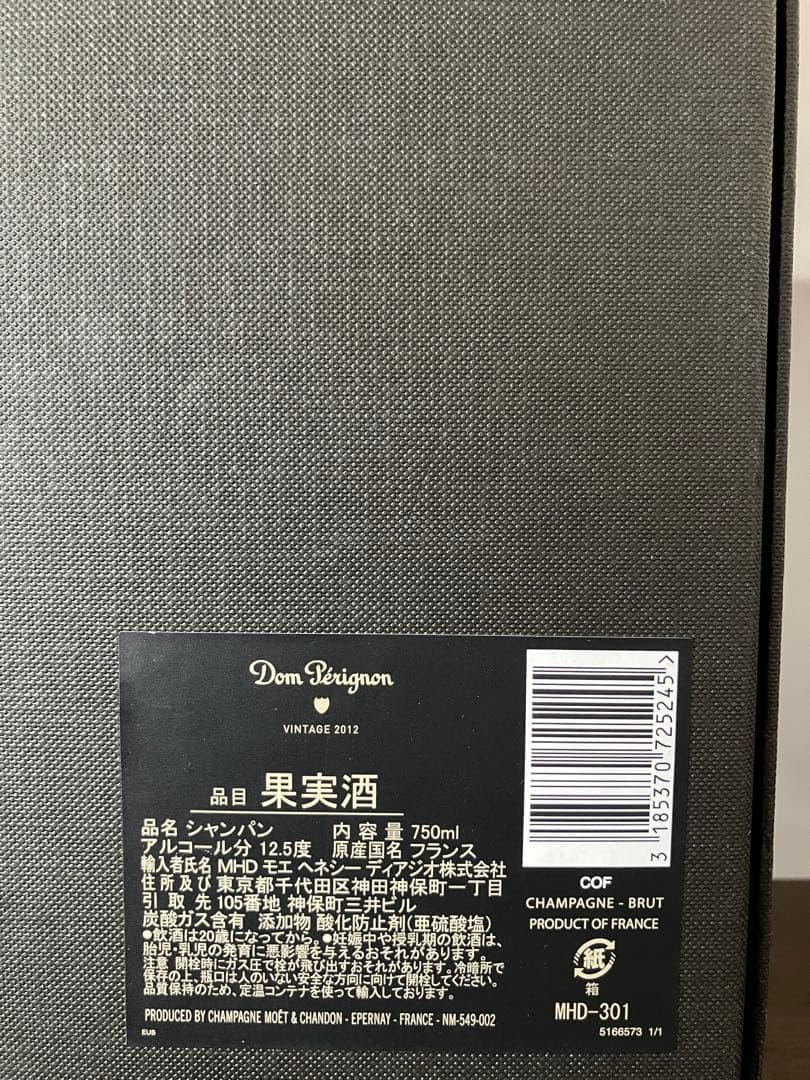 Dom Pérignon
VINTAGE 2012
品目 果実酒
品名 シャンパン 内容量 750ml
アルコール分 12.5度 原産国名 フランス
輸入者氏名 MHD モエ ヘネシー ディアジオ株式会社
住所及び 東京都千代田区神田神保町一丁目
引取先 105番地 神保町三井ビル
炭酸ガス含有 添加物 酸化防止剤(亜硫酸塩)
●飲酒は20歳になってから。●妊娠中や授乳期の飲酒は、
胎児・乳児の発育に悪影響を与えるおそれがあります。
注意 開栓時にガス圧で栓が飛び出すおそれがあります。冷暗所で
保存の上、瓶口は人のいない安全な方向に向けて開栓してください。
品質保持のため、定温コンテナを使って輸入しております。
PRODUCED BY CHAMPAGNE MOËT & CHANDON - EPERNAY - FRANCE - NM-549-002
EUS
3 185370 725245 >
COF
CHAMPAGNE - BRUT
PRODUCT OF FRANCE
紙
箱
MHD-301
5166573 1/1